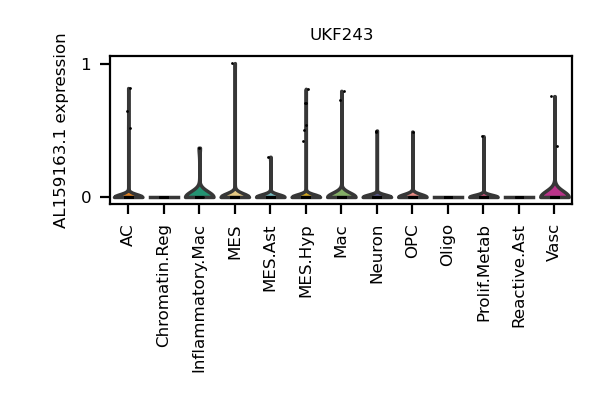 UKF243
AL159163.1 expression
1
0
AC
Chromatin.Reg
Inflammatory.Mac
MES
MES.Ast
MES.Hyp
Mac
Neuron
OPC
Oligo
Prolif.Metab
Reactive.Ast
Vasc